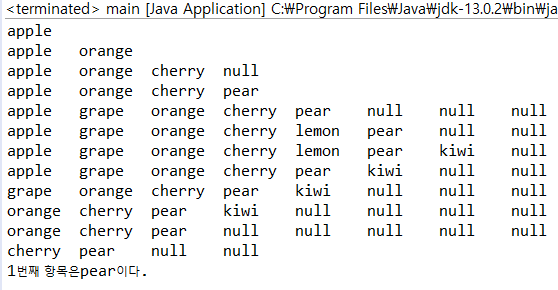 <terminated> main [Java Application] C:₩Program Files₩Java₩jdk-13.0.2₩bin₩ja
apple
apple orange
apple orange cherry null
apple orange cherry pear
apple grape orange cherry pear null null null
apple grape orange cherry lemon pear null null
apple grape orange cherry lemon pear kiwi null
apple grape orange cherry pear kiwi null null
grape orange cherry pear kiwi null null null
orange cherry pear kiwi null null null null
orange cherry pear null null null null null
cherry pear null null
1번째 항목은pear이다.